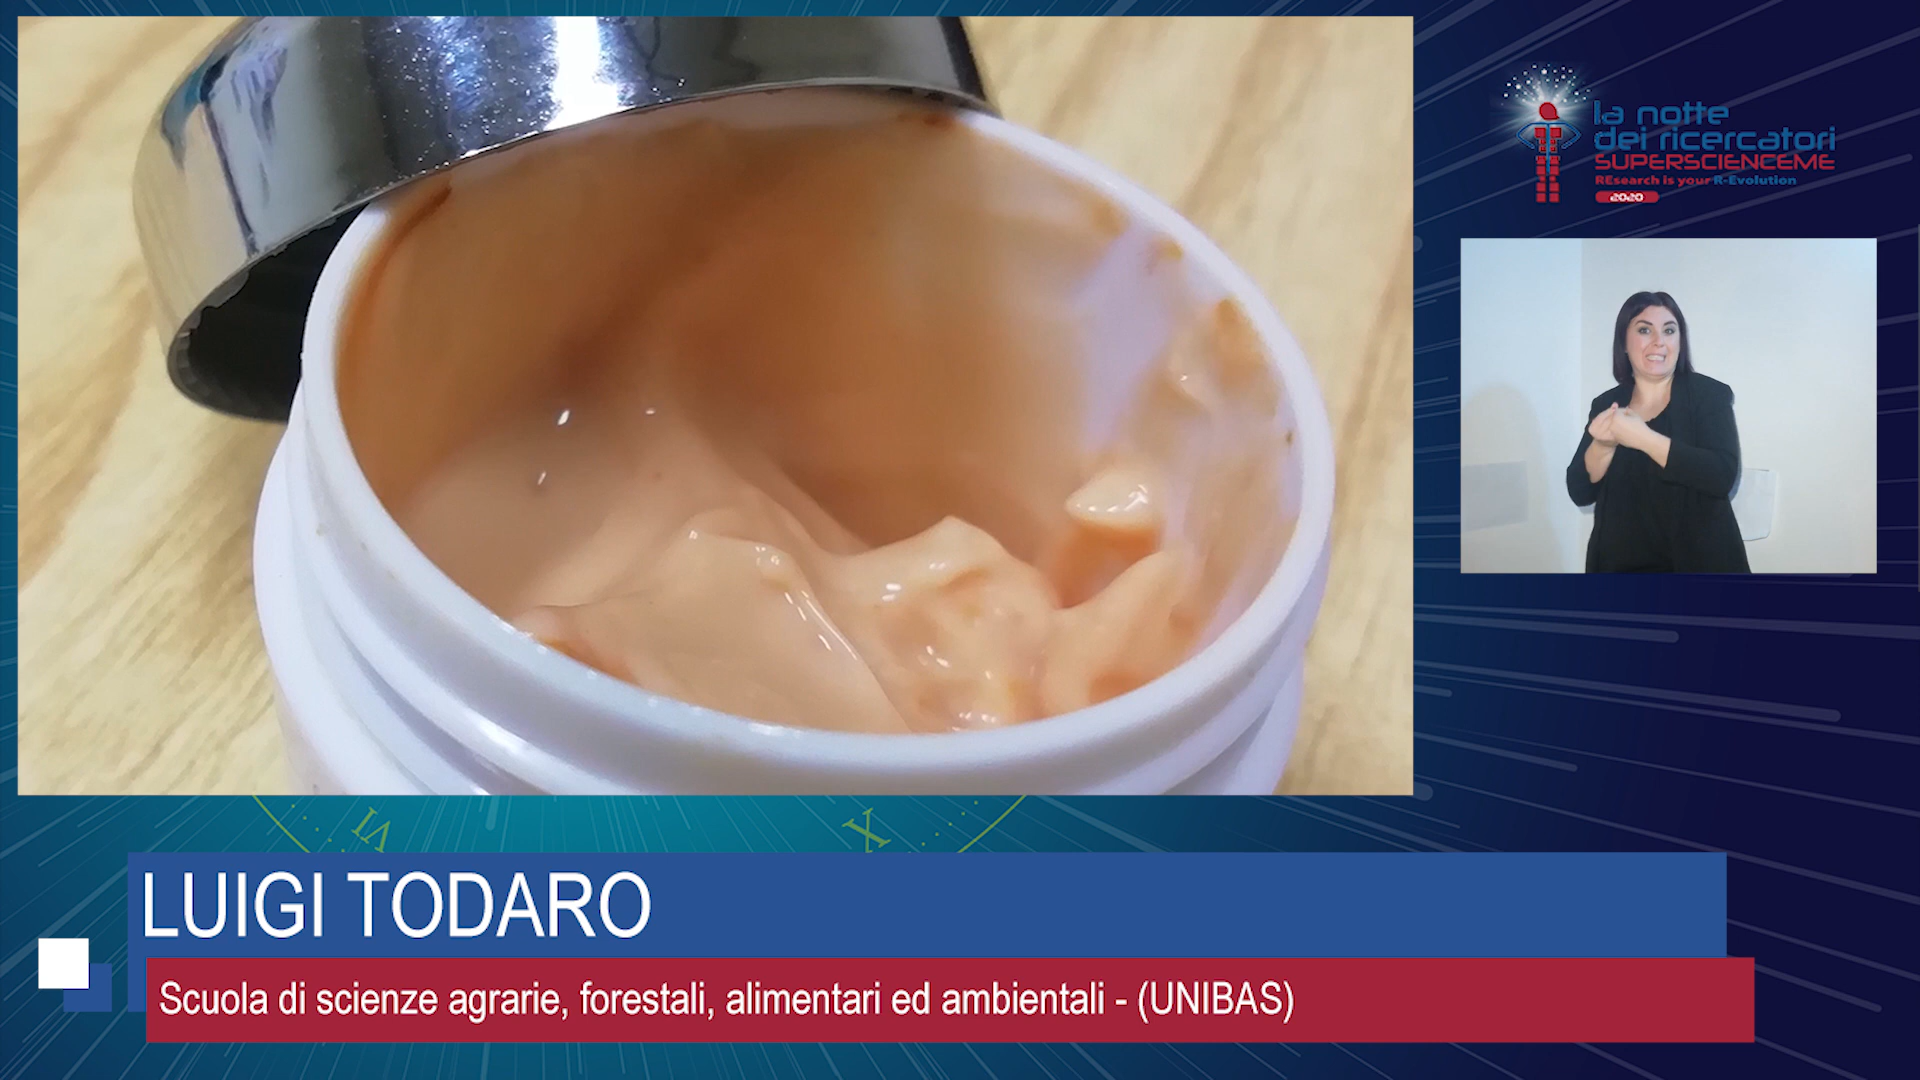 la notte
dei ricercatori
SUPERSCIENCEME
REsearch is your R-Evolution
2020
VI
X
LUIGI TODARO
Scuola di scienze agrarie, forestali, alimentari ed ambientali - (UNIBAS)